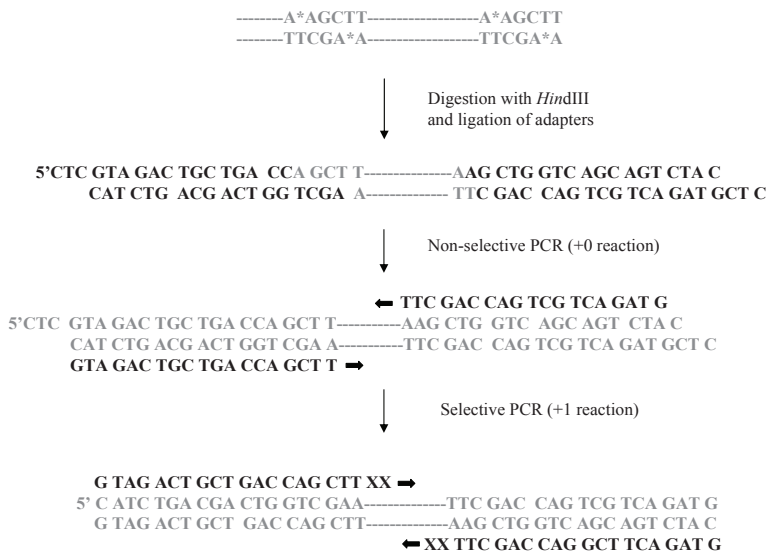 --------A*AGCTT-----------------A*AGCTT
--------TTCGA*A-----------------TTCGA*A
Digestion with HindIII
and ligation of adapters
5'CTC GTA GAC TGC TGA CCA GCT T---------------AAG CTG GTC AGC AGT CTA C
CAT CTG ACG ACT GG TCGA A--------------TTC GAC CAG TCG TCA GAT GCT C
Non-selective PCR (+0 reaction)
TTC GAC CAG TCG TCA GAT G
5'CTC GTA GAC TGC TGA CCA GCT T----------AAG CTG GTC AGC AGT CTA C
CAT CTG ACG ACT GGT CGA A----------TTC GAC CAG TCG TCA GAT GCT C
GTA GAC TGC TGA CCA GCT T
Selective PCR (+1 reaction)
G TAG ACT GCT GAC CAG CTT XX
5' C ATC TGA CGA CTG GTC GAA-------------TTC GAC CAG TCG TCA GAT G
G TAG ACT GCT GAC CAG CTT-------------AAG CTG GTC AGC AGT CTA C
XX TTC GAC CAG GCT TCA GAT G